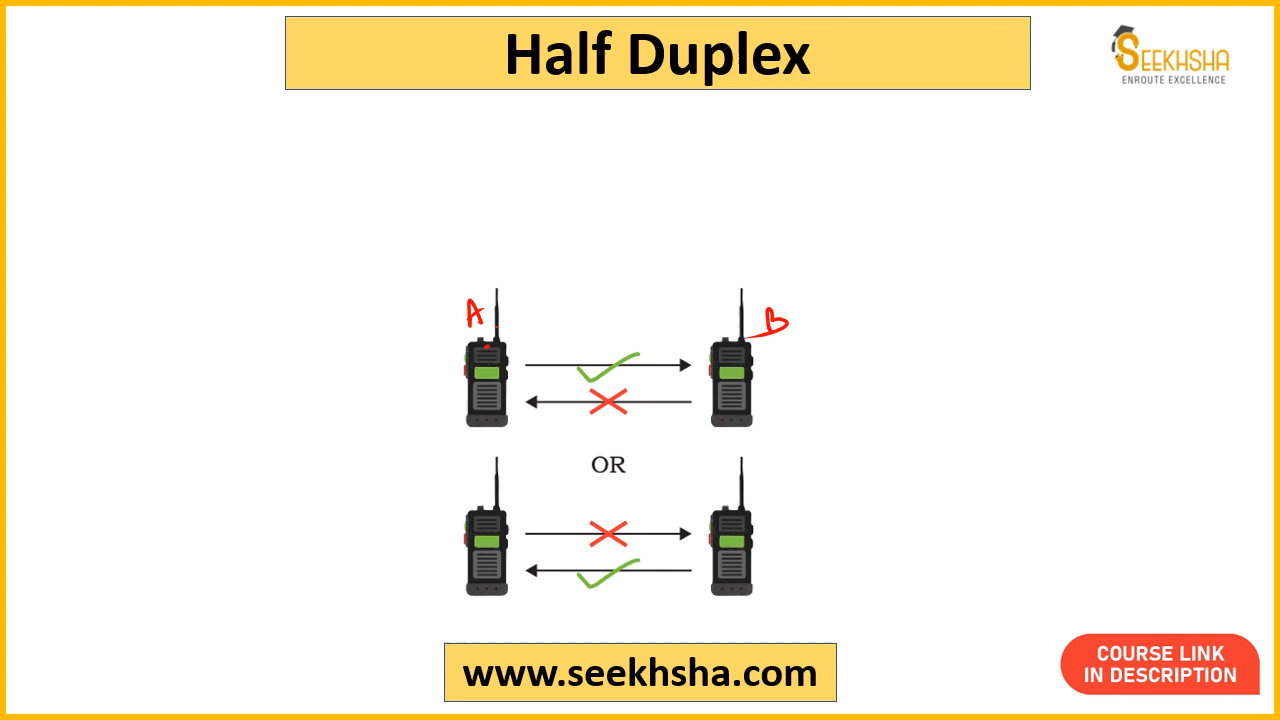 Half Duplex
SEEKHSHA
ENROUTE EXCELLENCE
A
B
OR
www.seekhsha.com
COURSE LINK
IN DESCRIPTION